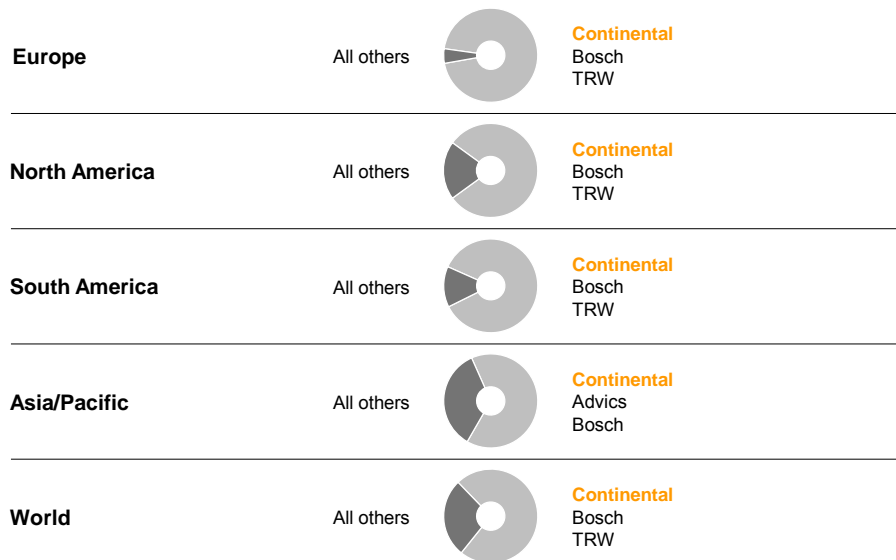 Europe
All others
Continental
Bosch
TRW
North America
All others
Continental
Bosch
TRW
South America
All others
Continental
Bosch
TRW
Asia/Pacific
All others
Continental
Advics
Bosch
World
All others
Continental
Bosch
TRW